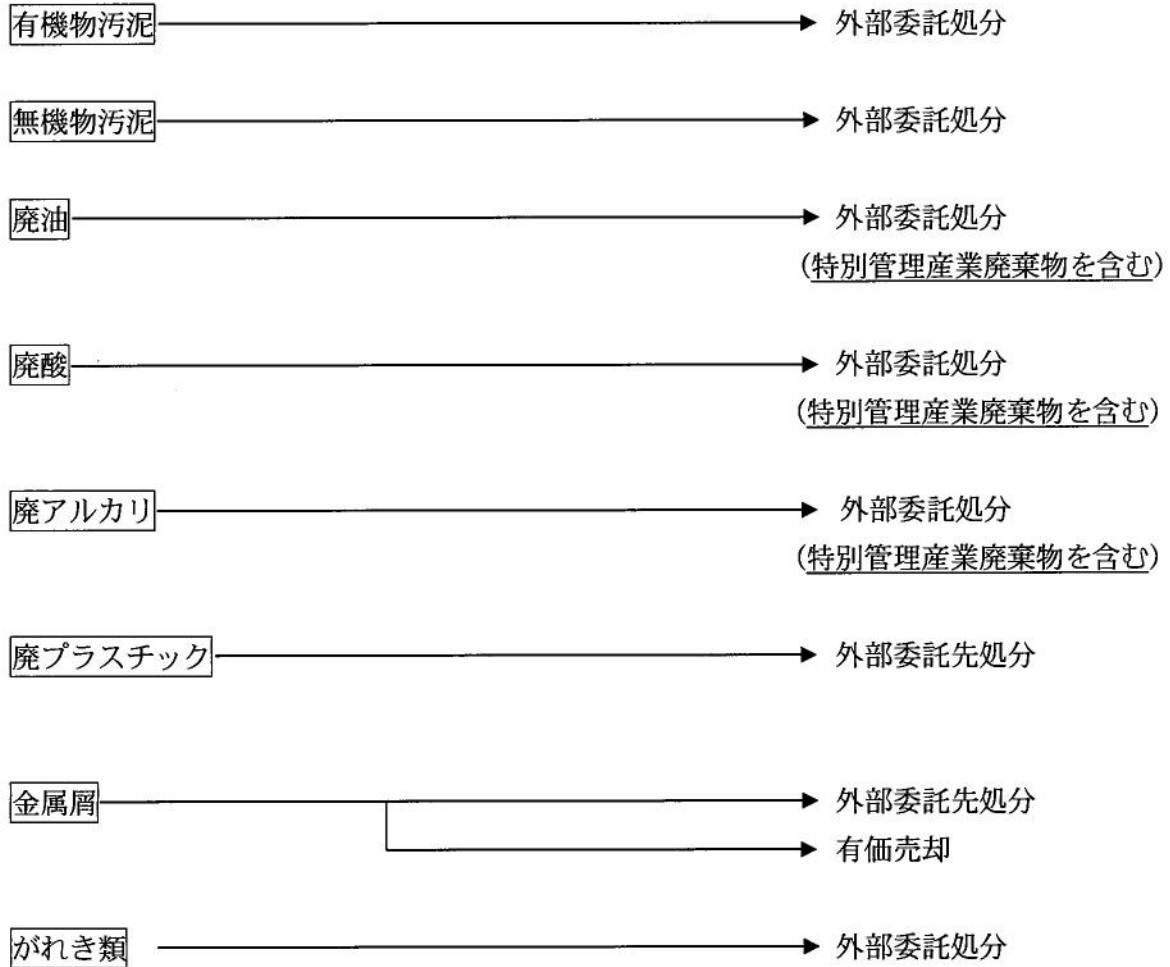 有機物汚泥 外部委託処分
無機物汚泥 外部委託処分
廃油 外部委託処分
(特別管理産業廃棄物を含む)
廃酸 外部委託処分
(特別管理産業廃棄物を含む)
廃アルカリ 外部委託処分
(特別管理産業廃棄物を含む)
廃プラスチック 外部委託先処分
金属屑 外部委託先処分
有価売却
がれき類 外部委託処分